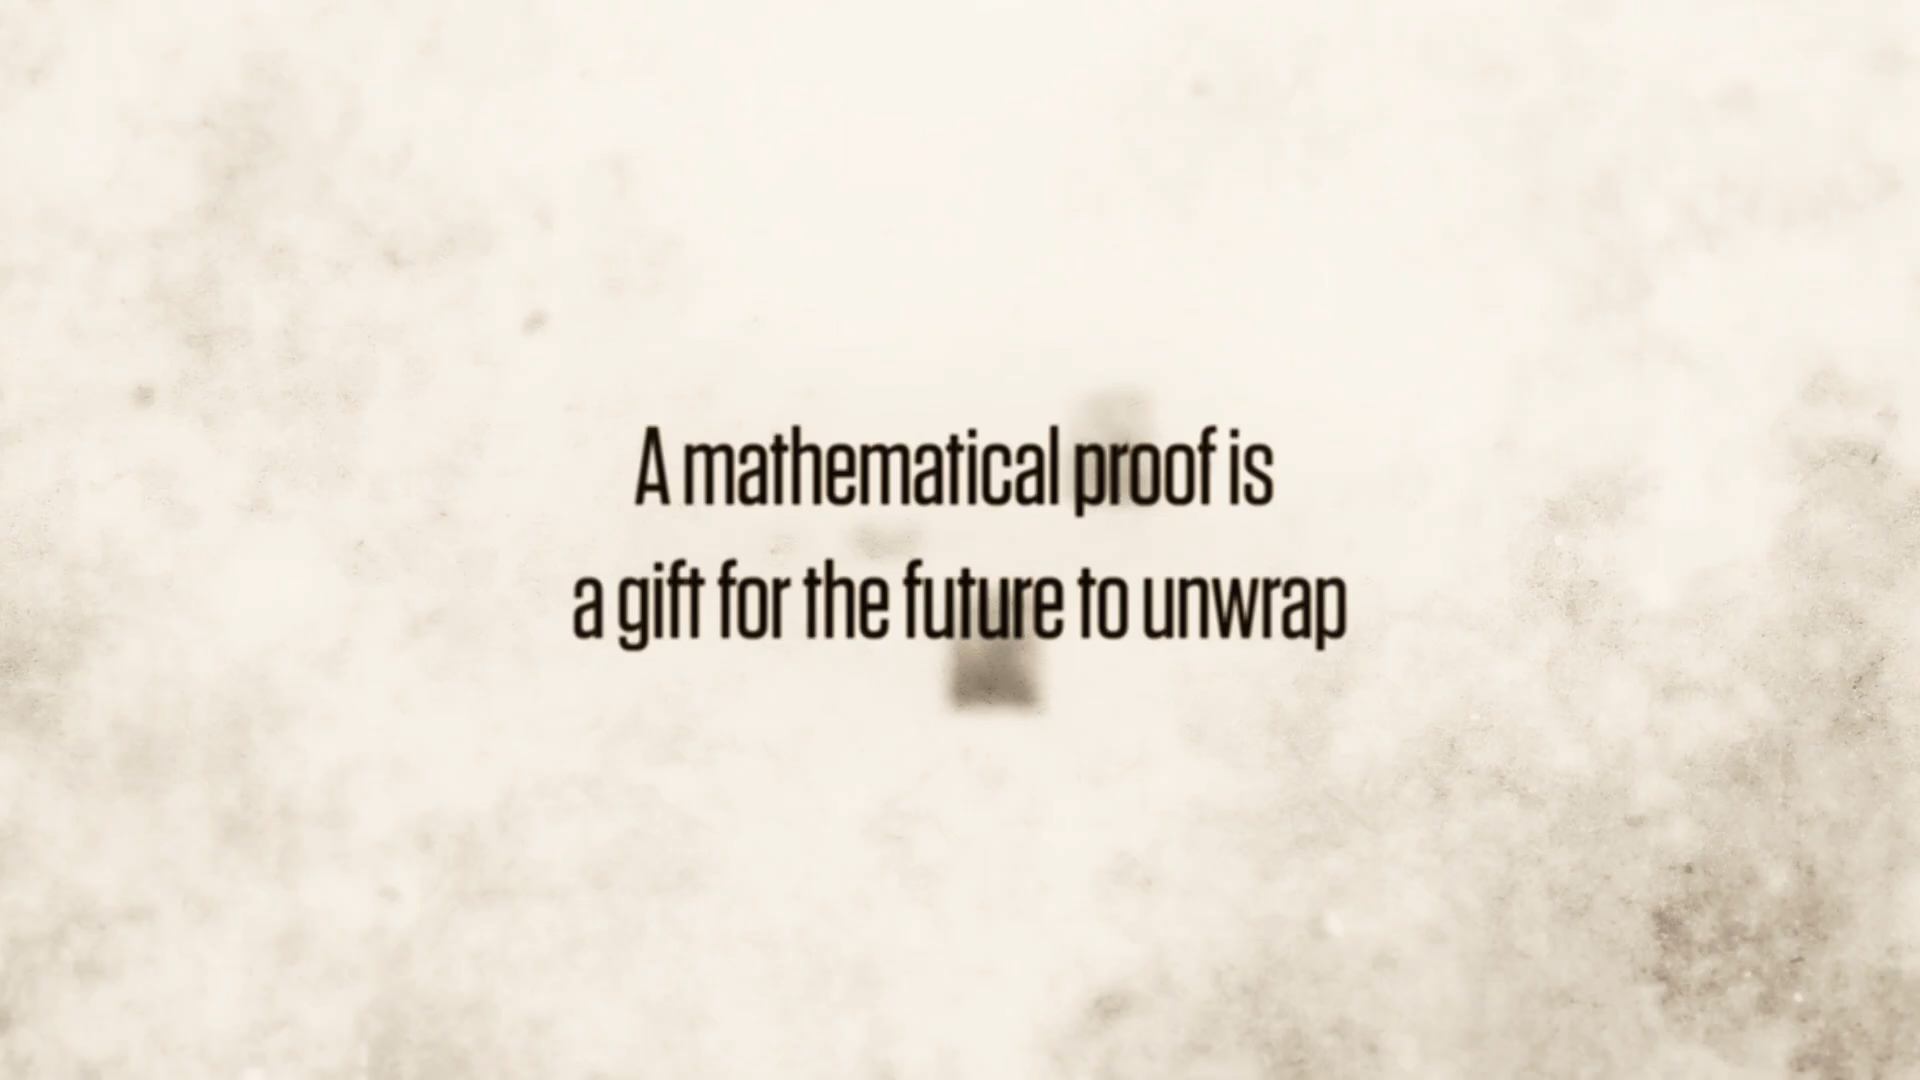 A mathematical proof is
a gift for the future to unwrap